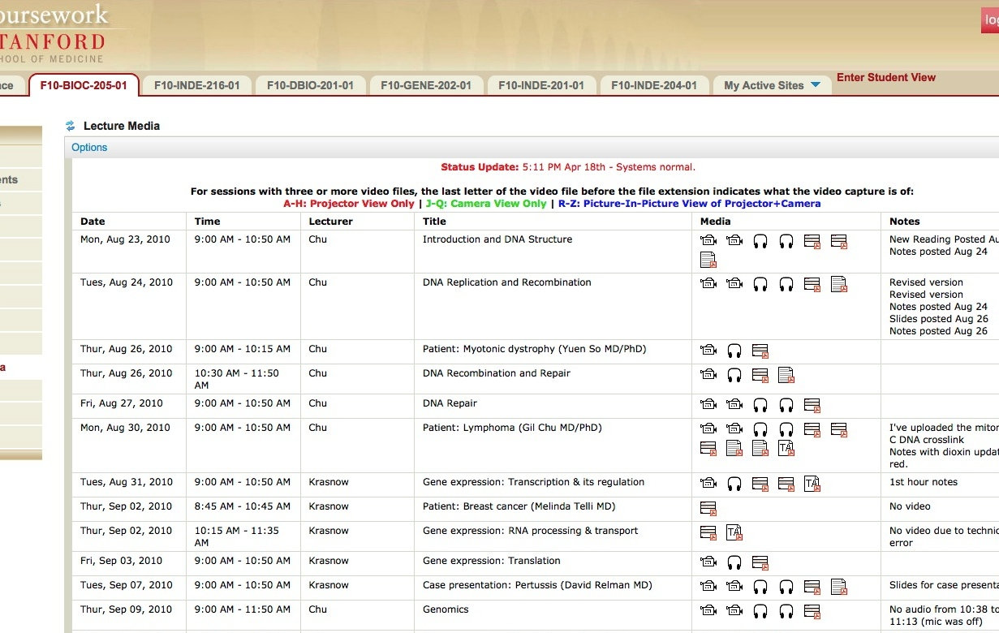 oursework
TANFORD
HOOL OF MEDICINE
log
nce F10-BIOC-205-01 F10-INDE-216-01 F10-DBIO-201-01 F10-GENE-202-01 F10-INDE-201-01 F10-INDE-204-01 My Active Sites Enter Student View
Lecture Media
Options
ents
s
a
Status Update: 5:11 PM Apr 18th - Systems normal.
For sessions with three or more video files, the last letter of the video file before the file extension indicates what the video capture is of:
A-H: Projector View Only | J-Q: Camera View Only | R-Z: Picture-In-Picture View of Projector+Camera
Date Time Lecturer Title Media Notes
Mon, Aug 23, 2010 9:00 AM - 10:50 AM Chu Introduction and DNA Structure New Reading Posted Au
Notes posted Aug 24
Tues, Aug 24, 2010 9:00 AM - 10:50 AM Chu DNA Replication and Recombination Revised version
Revised version
Notes posted Aug 24
Slides posted Aug 26
Notes posted Aug 26
Thur, Aug 26, 2010 9:00 AM - 10:15 AM Chu Patient: Myotonic dystrophy (Yuen So MD/PhD)
Thur, Aug 26, 2010 10:30 AM - 11:50 Chu DNA Recombination and Repair
AM
Fri, Aug 27, 2010 9:00 AM - 10:50 AM Chu DNA Repair
Mon, Aug 30, 2010 9:00 AM - 10:50 AM Chu Patient: Lymphoma (Gil Chu MD/PhD) I've uploaded the mitor
C DNA crosslink
TA Notes with dioxin updat
red.
Tues, Aug 31, 2010 9:00 AM - 10:50 AM Krasnow Gene expression: Transcription & its regulation TA 1st hour notes
Thur, Sep 02, 2010 8:45 AM - 10:45 AM Krasnow Patient: Breast cancer (Melinda Telli MD) No video
Thur, Sep 02, 2010 10:15 AM - 11:35 Krasnow Gene expression: RNA processing & transport TA No video due to technic
AM error
Fri, Sep 03, 2010 9:00 AM - 10:50 AM Krasnow Gene expression: Translation
Tues, Sep 07, 2010 9:00 AM - 10:50 AM Krasnow Case presentation: Pertussis (David Relman MD) Slides for case presenta
Thur, Sep 09, 2010 9:00 AM - 11:50 AM Chu Genomics No audio from 10:38 to
11:13 (mic was off)